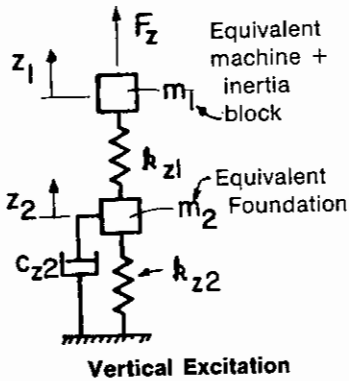 F_z
Equivalent
machine +
inertia
block
z_1
m_1
k_z1
Equivalent
Foundation
z_2
m_2
c_z2
k_z2
Vertical Excitation